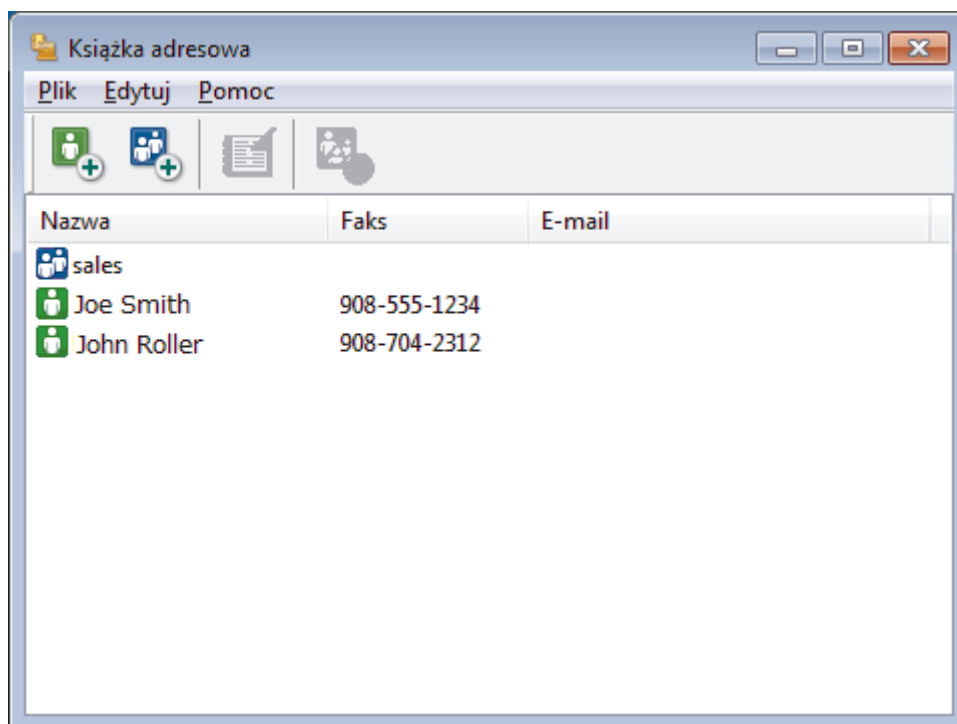 Książka adresowa
Plik Edytuj Pomoc
Nazwa Faks E-mail
sales
Joe Smith 908-555-1234
John Roller 908-704-2312